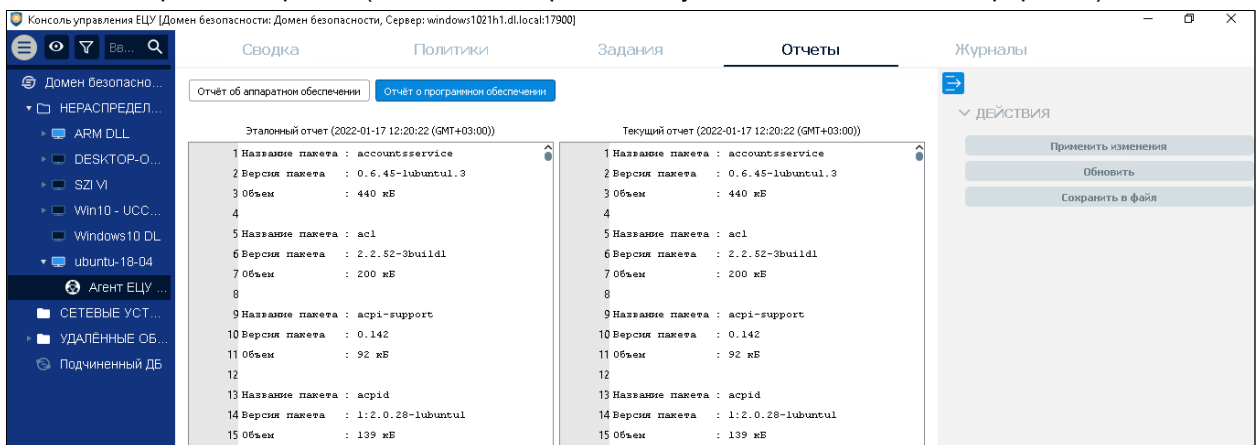 Консоль управления ЕЦУ [Домен безопасности: Домен безопасности, Сервер: windows1021h1.dl.local:17900]
Вв...
Сводка
Политики
Задания
Отчеты
Журналы
Домен безопасно...
НЕРАСПРЕДЕЛ...
ARM DLL
DESKTOP-O...
SZI VI
Win10 - UCC...
Windows10 DL
ubuntu-18-04
Агент ЕЦУ ...
СЕТЕВЫЕ УСТ...
УДАЛЁННЫЕ ОБ...
Подчиненный ДБ
Отчёт об аппаратном обеспечении
Отчёт о программном обеспечении
Эталонный отчет (2022-01-17 12:20:22 (GMT+03:00))
1 Название пакета : accountsservice
2 Версия пакета : 0.6.45-1ubuntu1.3
3 Объем : 440 кБ
4
5 Название пакета : acl
6 Версия пакета : 2.2.52-3build1
7 Объем : 200 кБ
8
9 Название пакета : acpi-support
10 Версия пакета : 0.142
11 Объем : 92 кБ
12
13 Название пакета : acpid
14 Версия пакета : 1:2.0.28-1ubuntu1
15 Объем : 139 кБ
Текущий отчет (2022-01-17 12:20:22 (GMT+03:00))
1 Название пакета : accountsservice
2 Версия пакета : 0.6.45-1ubuntu1.3
3 Объем : 440 кБ
4
5 Название пакета : acl
6 Версия пакета : 2.2.52-3build1
7 Объем : 200 кБ
8
9 Название пакета : acpi-support
10 Версия пакета : 0.142
11 Объем : 92 кБ
12
13 Название пакета : acpid
14 Версия пакета : 1:2.0.28-1ubuntu1
15 Объем : 139 кБ
ДЕЙСТВИЯ
Применить изменения
Обновить
Сохранить в файл